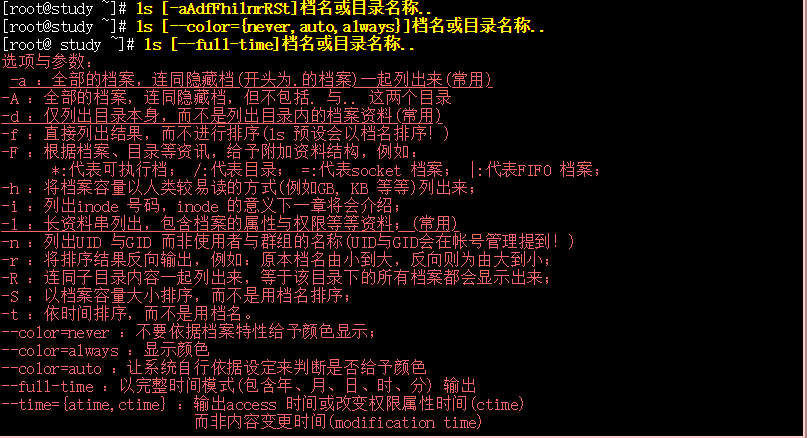 [root@study ~]# ls [-aAdfFhilnrRSt]档名或目录名称..
[root@study ~]# ls [--color={never,auto,always}]档名或目录名称..
[root@ study ~]# ls [--full-time]档名或目录名称..
选项与参数：
-a ：全部的档案，连同隐藏档(开头为.的档案)一起列出来(常用)
-A ：全部的档案，连同隐藏档，但不包括. 与.. 这两个目录
-d ：仅列出目录本身，而不是列出目录内的档案资料(常用)
-f ：直接列出结果，而不进行排序(ls 预设会以档名排序！)
-F ：根据档案、目录等资讯，给予附加资料结构，例如：
*:代表可执行档； /:代表目录； =:代表socket 档案； |:代表FIFO 档案；
-h ：将档案容量以人类较易读的方式(例如GB, KB 等等)列出来；
-i ：列出inode 号码，inode 的意义下一章将会介绍；
-l ：长资料串列出，包含档案的属性与权限等等资料；(常用)
-n ：列出UID 与GID 而非使用者与群组的名称(UID与GID会在帐号管理提到！)
-r ：将排序结果反向输出，例如：原本档名由小到大，反向则为由大到小；
-R ：连同子目录内容一起列出来，等于该目录下的所有档案都会显示出来；
-S ：以档案容量大小排序，而不是用档名排序；
-t ：依时间排序，而不是用档名。
--color=never ：不要依据档案特性给予颜色显示；
--color=always ：显示颜色
--color=auto ：让系统自行依据设定来判断是否给予颜色
--full-time ：以完整时间模式(包含年、月、日、时、分) 输出
--time={atime,ctime} ：输出access 时间或改变权限属性时间(ctime)
而非内容变更时间(modification time)